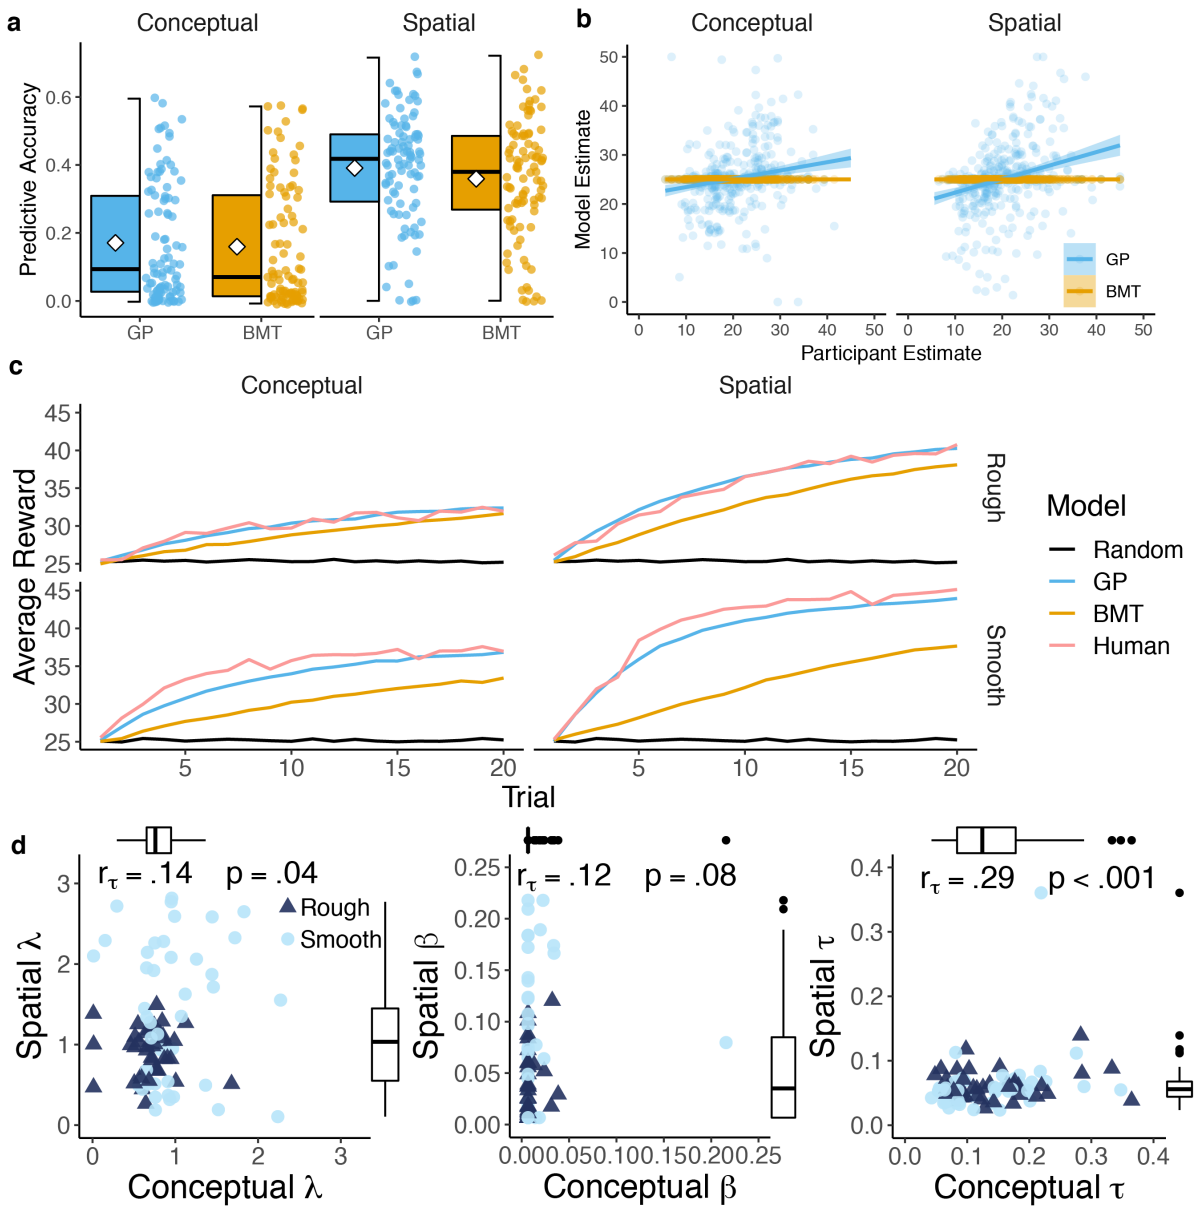 a
Conceptual
Spatial
Predictive Accuracy
0.6
0.4
0.2
0.0
GP
BMT
GP
BMT
b
Conceptual
Spatial
Model Estimate
50
40
30
20
10
0
GP
BMT
0 10 20 30 40 50
0 10 20 30 40 50
Participant Estimate
c
Conceptual
Spatial
Average Reward
45
40
35
30
25
Rough
45
40
35
30
25
Smooth
5 10 15 20
5 10 15 20
Trial
Model
Random
GP
BMT
Human
d
rτ = .14 p = .04
Rough
Smooth
Spatial λ
3
2
1
0
0 1 2 3
Conceptual λ
rτ = .12 p = .08
Spatial β
0.25
0.20
0.15
0.10
0.05
0.00
0.000.050.100.150.200.25
Conceptual β
rτ = .29 p < .001
Spatial τ
0.4
0.3
0.2
0.1
0.0
0.0 0.1 0.2 0.3 0.4
Conceptual τ